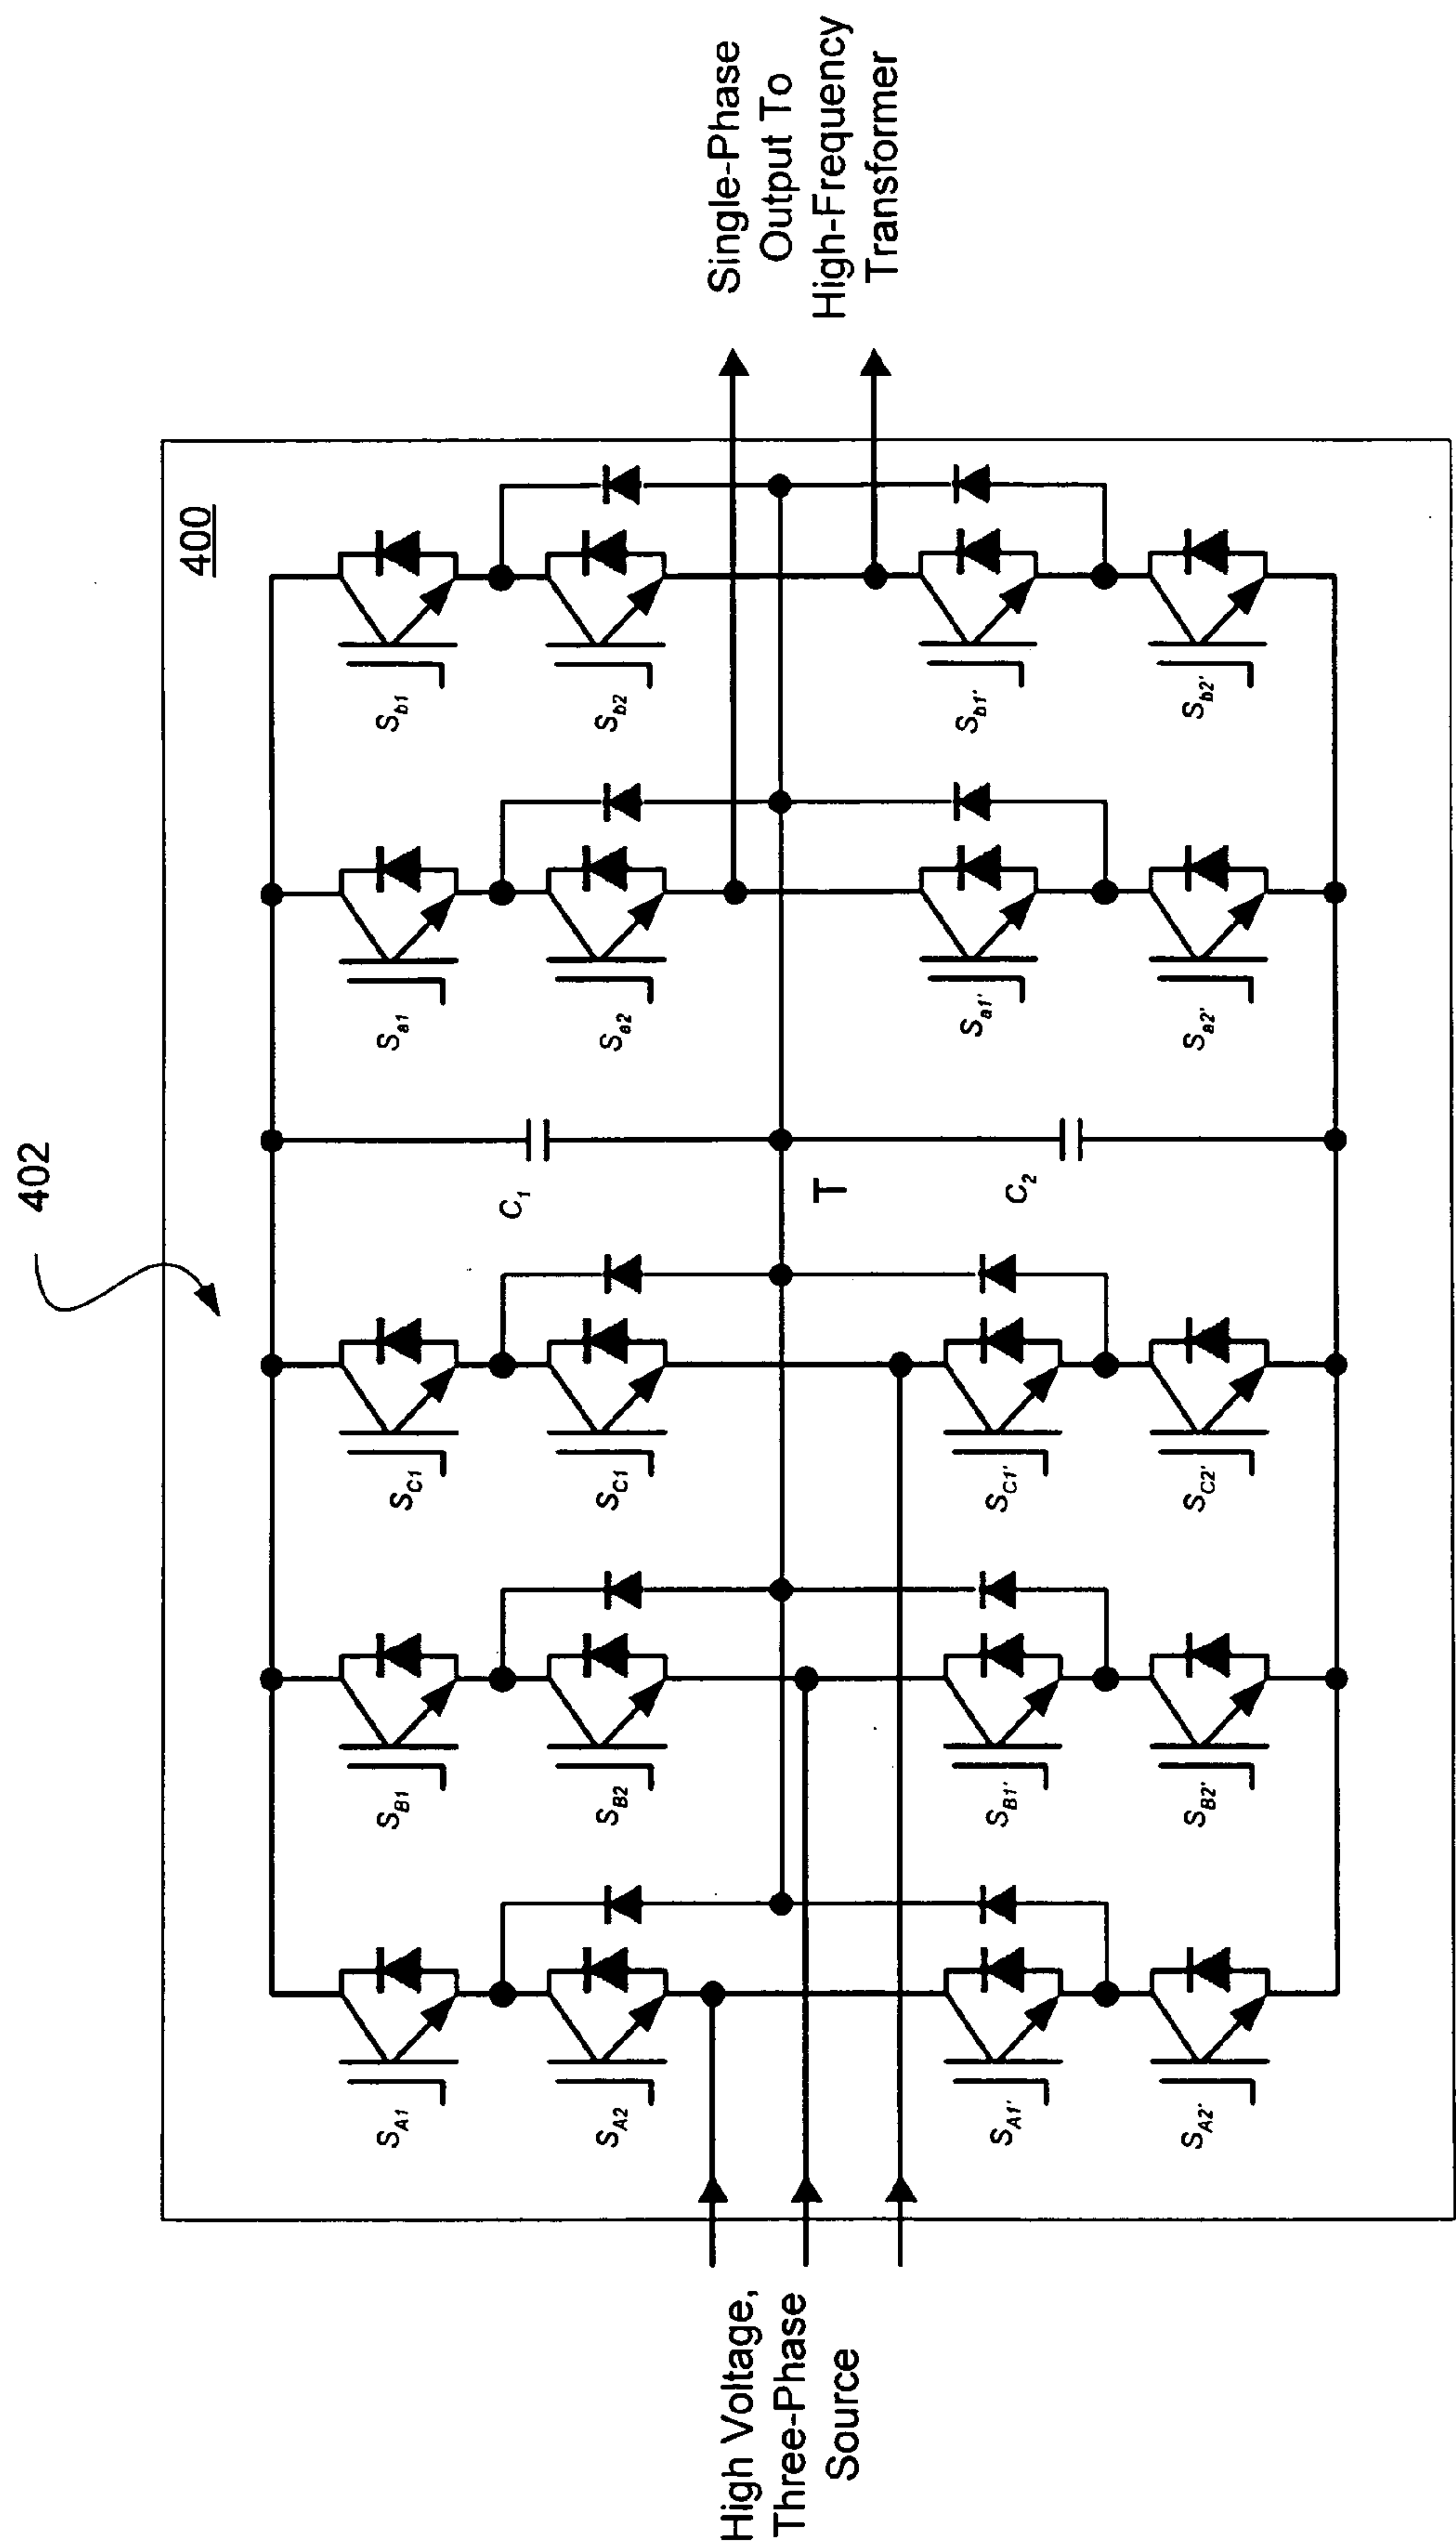 402
400
High Voltage,
Three-Phase
Source
Single-Phase
Output To
High-Frequency
Transformer
S_A1
S_B1
S_C1
S_a1
S_b1
S_A2
S_B2
S_C1
S_a2
S_b2
C_1
T
C_2
S_A1'
S_B1'
S_C1'
S_a1'
S_b1'
S_A2'
S_B2'
S_C2'
S_a2'
S_b2'